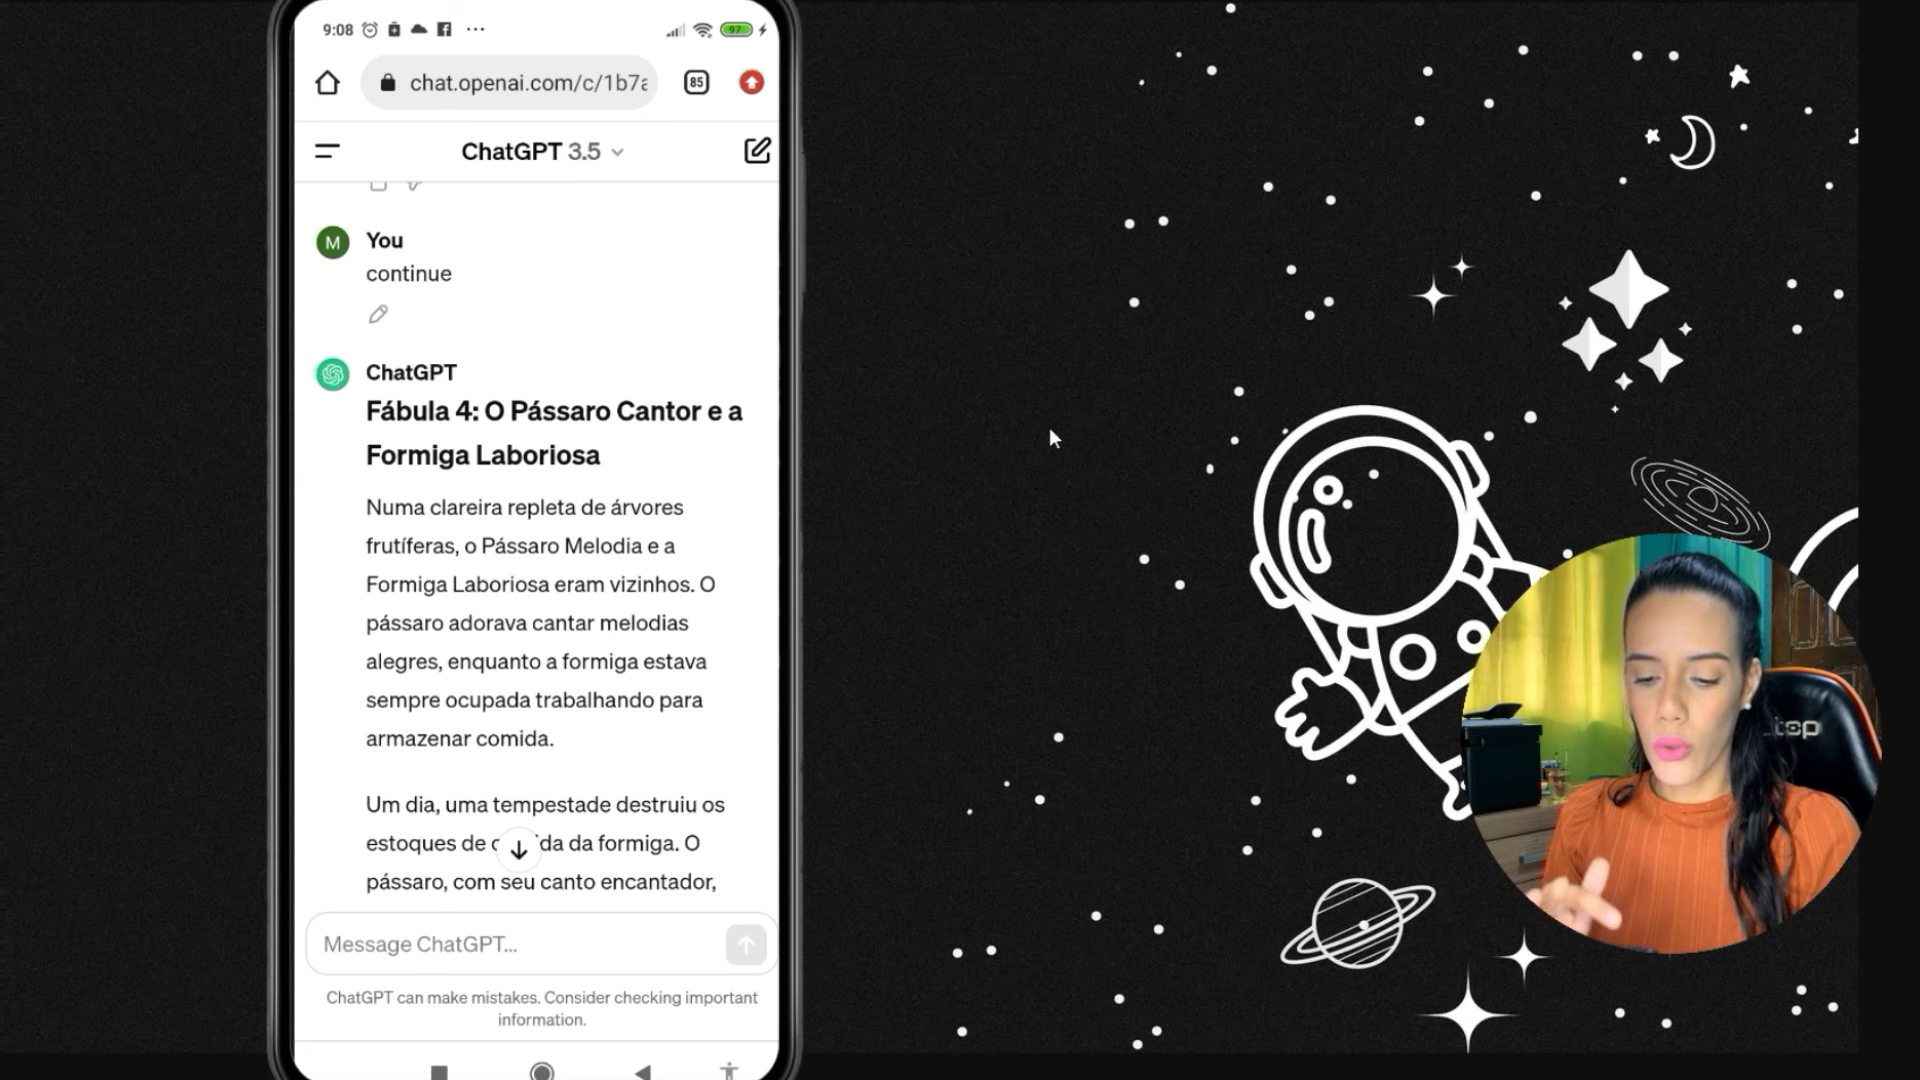 9:08
97
chat.openai.com/c/1b7
85
ChatGPT 3.5
M
You
continue
ChatGPT
Fábula 4: O Pássaro Cantor e a
Formiga Laboriosa
Numa clareira repleta de árvores
frutíferas, o Pássaro Melodia e a
Formiga Laboriosa eram vizinhos. O
pássaro adorava cantar melodias
alegres, enquanto a formiga estava
sempre ocupada trabalhando para
armazenar comida.
Um dia, uma tempestade destruiu os
estoques de da formiga. O
pássaro, com seu canto encantador,
Message ChatGPT...
ChatGPT can make mistakes. Consider checking important
information.